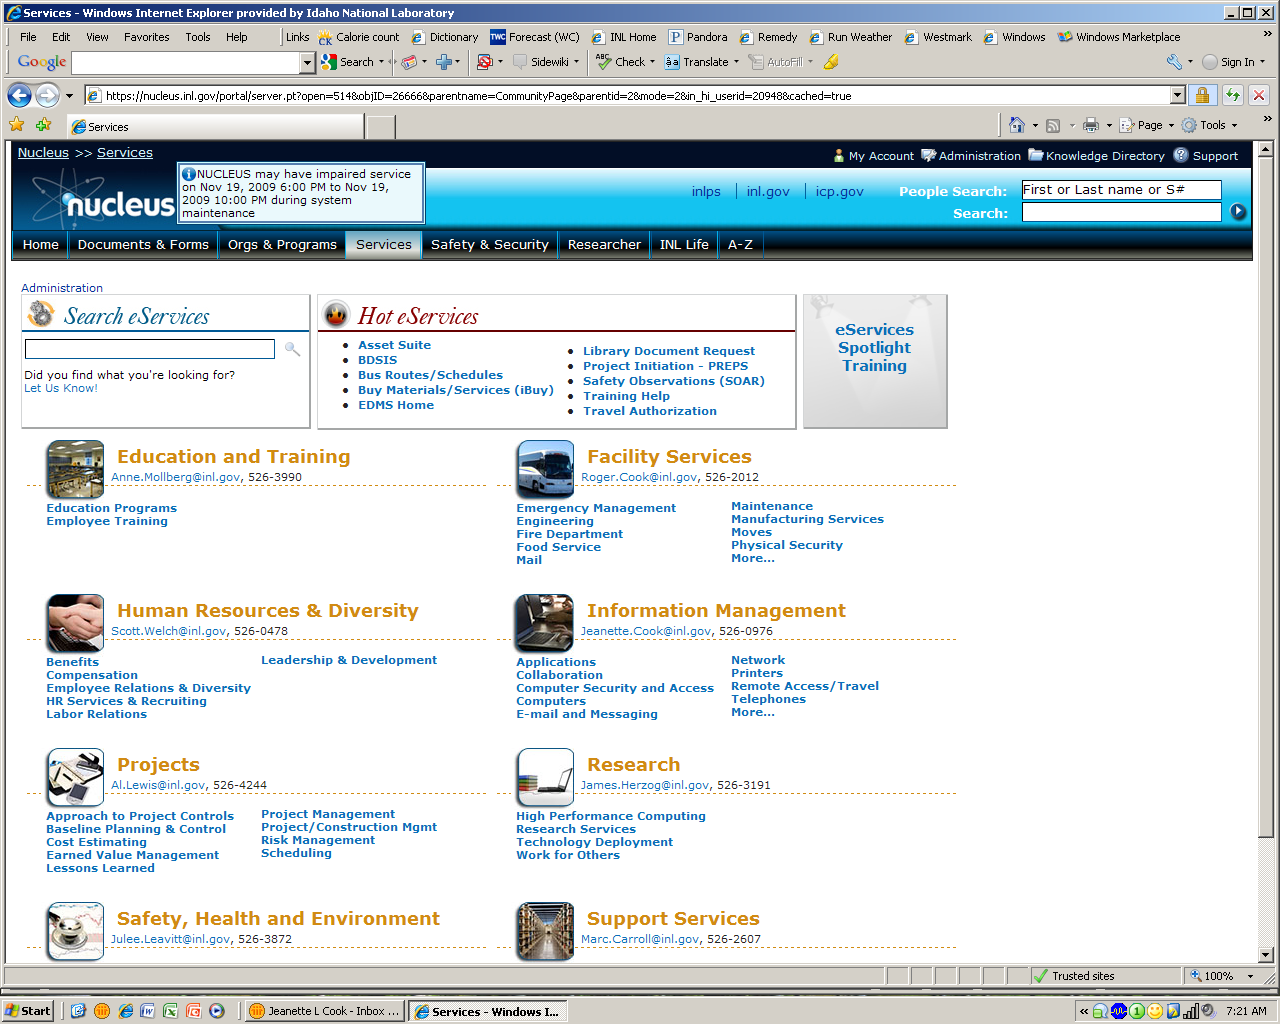 Services - Windows Internet Explorer provided by Idaho National Laboratory
File Edit View Favorites Tools Help Links Calorie count Dictionary Forecast (WC) INL Home Pandora Remedy Run Weather Westmark Windows Windows Marketplace
Google Search Sidewiki Check Translate AutoFill Sign In
https://nucleus.inl.gov/portal/server.pt?open=514&objID=26666&parentname=CommunityPage&parentid=2&mode=2&in_hi_userid=20948&cached=true
Services Page Tools
Nucleus >> Services My Account Administration Knowledge Directory Support
NUCLEUS may have impaired service
on Nov 19, 2009 6:00 PM to Nov 19,
2009 10:00 PM during system
maintenance
nucleus
inlps inl.gov icp.gov People Search: First or Last name or S#
Search:
Home Documents & Forms Orgs & Programs Services Safety & Security Researcher INL Life A-Z
Administration
Search eServices
Did you find what you're looking for?
Let Us Know!
Hot eServices
Asset Suite
BDSIS
Bus Routes/Schedules
Buy Materials/Services (iBuy)
EDMS Home
Library Document Request
Project Initiation - PREPS
Safety Observations (SOAR)
Training Help
Travel Authorization
eServices
Spotlight
Training
Education and Training
Anne.Mollberg@inl.gov, 526-3990
Education Programs
Employee Training
Facility Services
Roger.Cook@inl.gov, 526-2012
Emergency Management
Engineering
Fire Department
Food Service
Mail
Maintenance
Manufacturing Services
Moves
Physical Security
More...
Human Resources & Diversity
Scott.Welch@inl.gov, 526-0478
Benefits
Compensation
Employee Relations & Diversity
HR Services & Recruiting
Labor Relations
Leadership & Development
Information Management
Jeanette.Cook@inl.gov, 526-0976
Applications
Collaboration
Computer Security and Access
Computers
E-mail and Messaging
Network
Printers
Remote Access/Travel
Telephones
More...
Projects
Al.Lewis@inl.gov, 526-4244
Approach to Project Controls
Baseline Planning & Control
Cost Estimating
Earned Value Management
Lessons Learned
Project Management
Project/Construction Mgmt
Risk Management
Scheduling
Research
James.Herzog@inl.gov, 526-3191
High Performance Computing
Research Services
Technology Deployment
Work for Others
Safety, Health and Environment
Julee.Leavitt@inl.gov, 526-3872
Support Services
Marc.Carroll@inl.gov, 526-2607
Trusted sites 100%
Start Jeanette L Cook - Inbox ... Services - Windows I... 7:21 AM